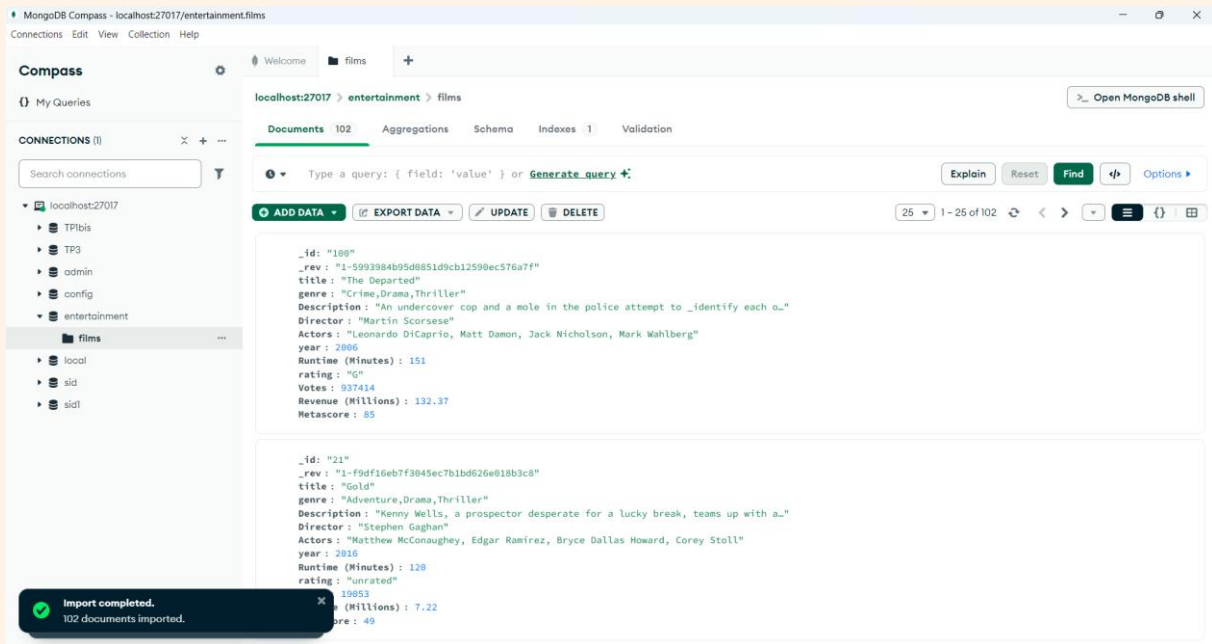 MongoDB Compass - localhost:27017/entertainment.films
Connections Edit View Collection Help
Compass
{} My Queries
CONNECTIONS (1)
Search connections
localhost:27017
TP1bis
TP3
admin
config
entertainment
films
local
sid
sid1
Welcome
films
localhost:27017 > entertainment > films
>_ Open MongoDB shell
Documents 102 Aggregations Schema Indexes 1 Validation
Type a query: { field: 'value' } or Generate query
Explain Reset Find </> Options
ADD DATA EXPORT DATA UPDATE DELETE
25 1 – 25 of 102
_id: "100"
_rev : "1-5993984b95d0851d9cb12590ec576a7f"
title : "The Departed"
genre : "Crime,Drama,Thriller"
Description : "An undercover cop and a mole in the police attempt to _identify each o…"
Director : "Martin Scorsese"
Actors : "Leonardo DiCaprio, Matt Damon, Jack Nicholson, Mark Wahlberg"
year : 2006
Runtime (Minutes) : 151
rating : "G"
Votes : 937414
Revenue (Millions) : 132.37
Metascore : 85
_id: "21"
_rev : "1-f9df16eb7f3045ec7b1bd626e018b3c8"
title : "Gold"
genre : "Adventure,Drama,Thriller"
Description : "Kenny Wells, a prospector desperate for a lucky break, teams up with a…"
Director : "Stephen Gaghan"
Actors : "Matthew McConaughey, Edgar Ramírez, Bryce Dallas Howard, Corey Stoll"
year : 2016
Runtime (Minutes) : 120
rating : "unrated"
19053
(Millions) : 7.22
ore : 49
Import completed.
102 documents imported.